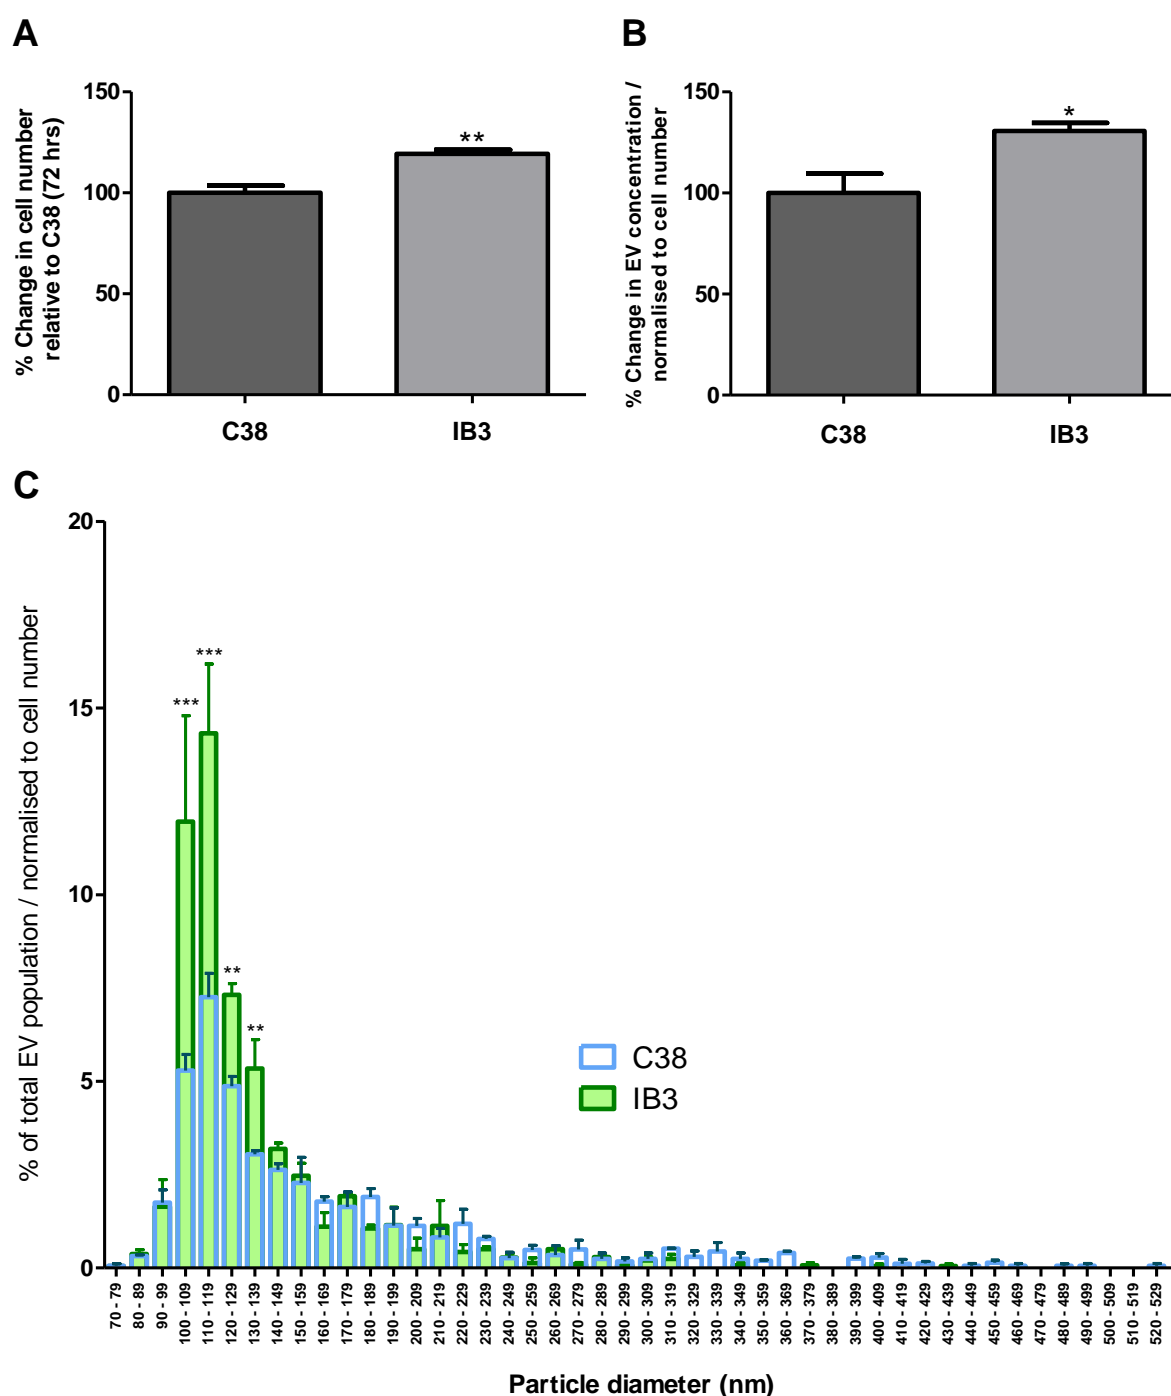 A
B
% Change in cell number
relative to C38 (72 hrs)
150
100
50
0
**
C38
IB3
% Change in EV concentration /
normalised to cell number
150
100
50
0
*
C38
IB3
C
% of total EV population / normalised to cell number
20
15
10
5
0
***
***
**
**
C38
IB3
70 - 79
80 - 89
90 - 99
100 - 109
110 - 119
120 - 129
130 - 139
140 - 149
150 - 159
160 - 169
170 - 179
180 - 189
190 - 199
200 - 209
210 - 219
220 - 229
230 - 239
240 - 249
250 - 259
260 - 269
270 - 279
280 - 289
290 - 299
300 - 309
310 - 319
320 - 329
330 - 339
340 - 349
350 - 359
360 - 369
370 - 379
380 - 389
390 - 399
400 - 409
410 - 419
420 - 429
430 - 439
440 - 449
450 - 459
460 - 469
470 - 479
480 - 489
490 - 499
500 - 509
510 - 519
520 - 529
Particle diameter (nm)